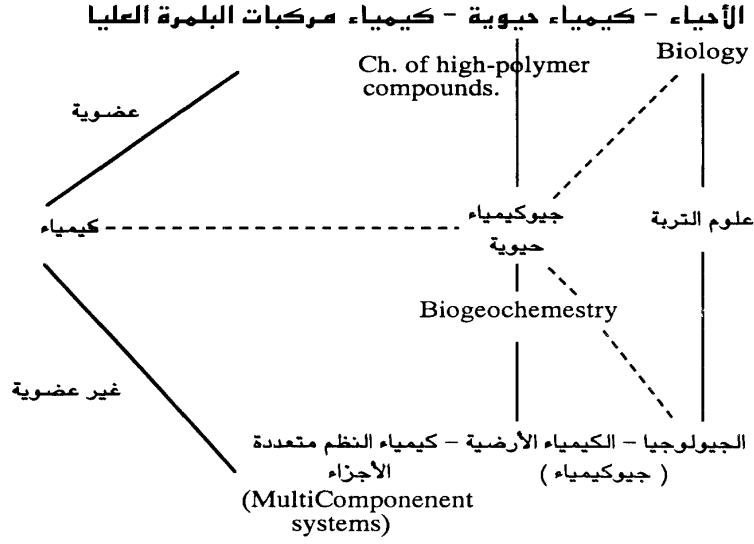 الأحياء – كيمياء حيوية – كيمياء مركبات البلمرة العليا
Biology
Ch. of high-polymer
compounds.
عضوية
جيوكيمياء
كيمياء
علوم التربة
حيوية
Biogeochemestry
غير عضوية
الجيولوجيا – الكيمياء الأرضية – كيمياء النظم متعددة
( جيوكيمياء )
الأجزاء
(MultiComponenent
systems)